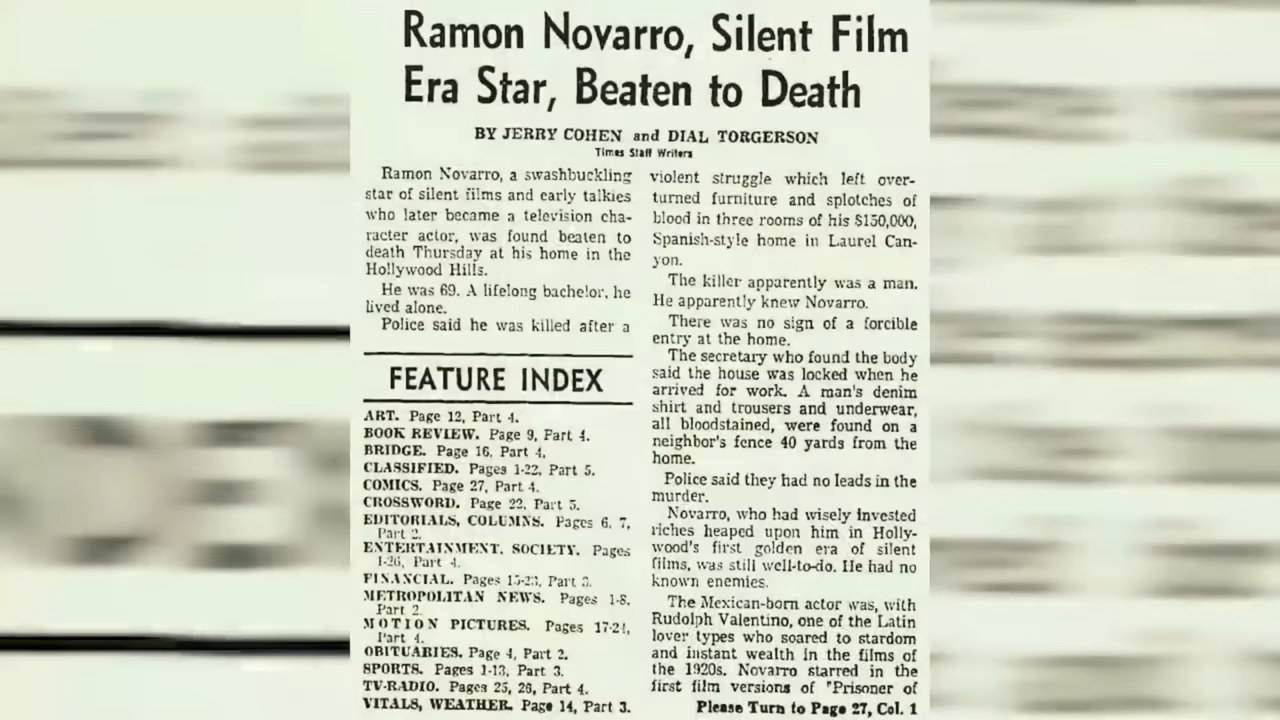 Ramon Novarro, Silent Film
Era Star, Beaten to Death
BY JERRY COHEN and DIAL TORGERSON
Times Staff Writers
Ramon Novarro, a swashbuckling
star of silent films and early talkies
who later became a television cha-
racter actor, was found beaten to
death Thursday at his home in the
Hollywood Hills.
He was 69. A lifelong bachelor, he
lived alone.
Police said he was killed after a
violent struggle which left over-
turned furniture and splotches of
blood in three rooms of his $150,000,
Spanish-style home in Laurel Can-
yon.
The killer apparently was a man.
He apparently knew Novarro.
There was no sign of a forcible
entry at the home.
The secretary who found the body
said the house was locked when he
arrived for work. A man's denim
shirt and trousers and underwear,
all bloodstained, were found on a
neighbor's fence 40 yards from the
home.
Police said they had no leads in the
murder.
Novarro, who had wisely invested
riches heaped upon him in Holly-
wood's first golden era of silent
films, was still well-to-do. He had no
known enemies.
The Mexican-born actor was, with
Rudolph Valentino, one of the Latin
lover types who soared to stardom
and instant wealth in the films of
the 1920s. Novarro starred in the
first film versions of "Prisoner of
Please Turn to Page 27, Col. 1
FEATURE INDEX
ART. Page 12, Part 4.
BOOK REVIEW. Page 9, Part 4.
BRIDGE. Page 16, Part 4.
CLASSIFIED. Pages 1-22, Part 5.
COMICS. Page 27, Part 4.
CROSSWORD. Page 22, Part 5.
EDITORIALS, COLUMNS. Pages 6, 7,
Part 2.
ENTERTAINMENT, SOCIETY. Pages
1-26, Part 4.
FINANCIAL. Pages 15-23, Part 3.
METROPOLITAN NEWS. Pages 1-8,
Part 2.
MOTION PICTURES. Pages 17-21,
Part 4.
OBITUARIES. Page 4, Part 2.
SPORTS. Pages 1-13, Part 3.
TV-RADIO. Pages 25, 26, Part 4.
VITALS, WEATHER. Page 14, Part 3.